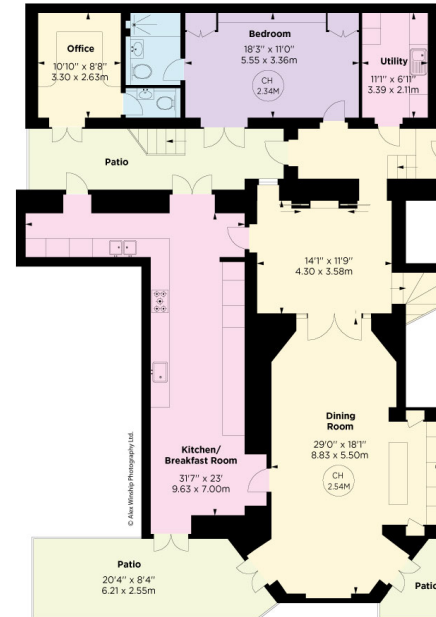 Office
10'10" x 8'8"
3.30 x 2.63m
Bedroom
18'3" x 11'0"
5.55 x 3.36m
CH
2.34M
Utility
11'1" x 6'11"
3.39 x 2.11m
Patio
14'1" x 11'9"
4.30 x 3.58m
Dining
Room
29'0" x 18'1"
8.83 x 5.50m
CH
2.54M
Kitchen/
Breakfast Room
31'7" x 23'
9.63 x 7.00m
© Alex Winship Photography Ltd.
Patio
20'4" x 8'4"
6.21 x 2.55m
Patio